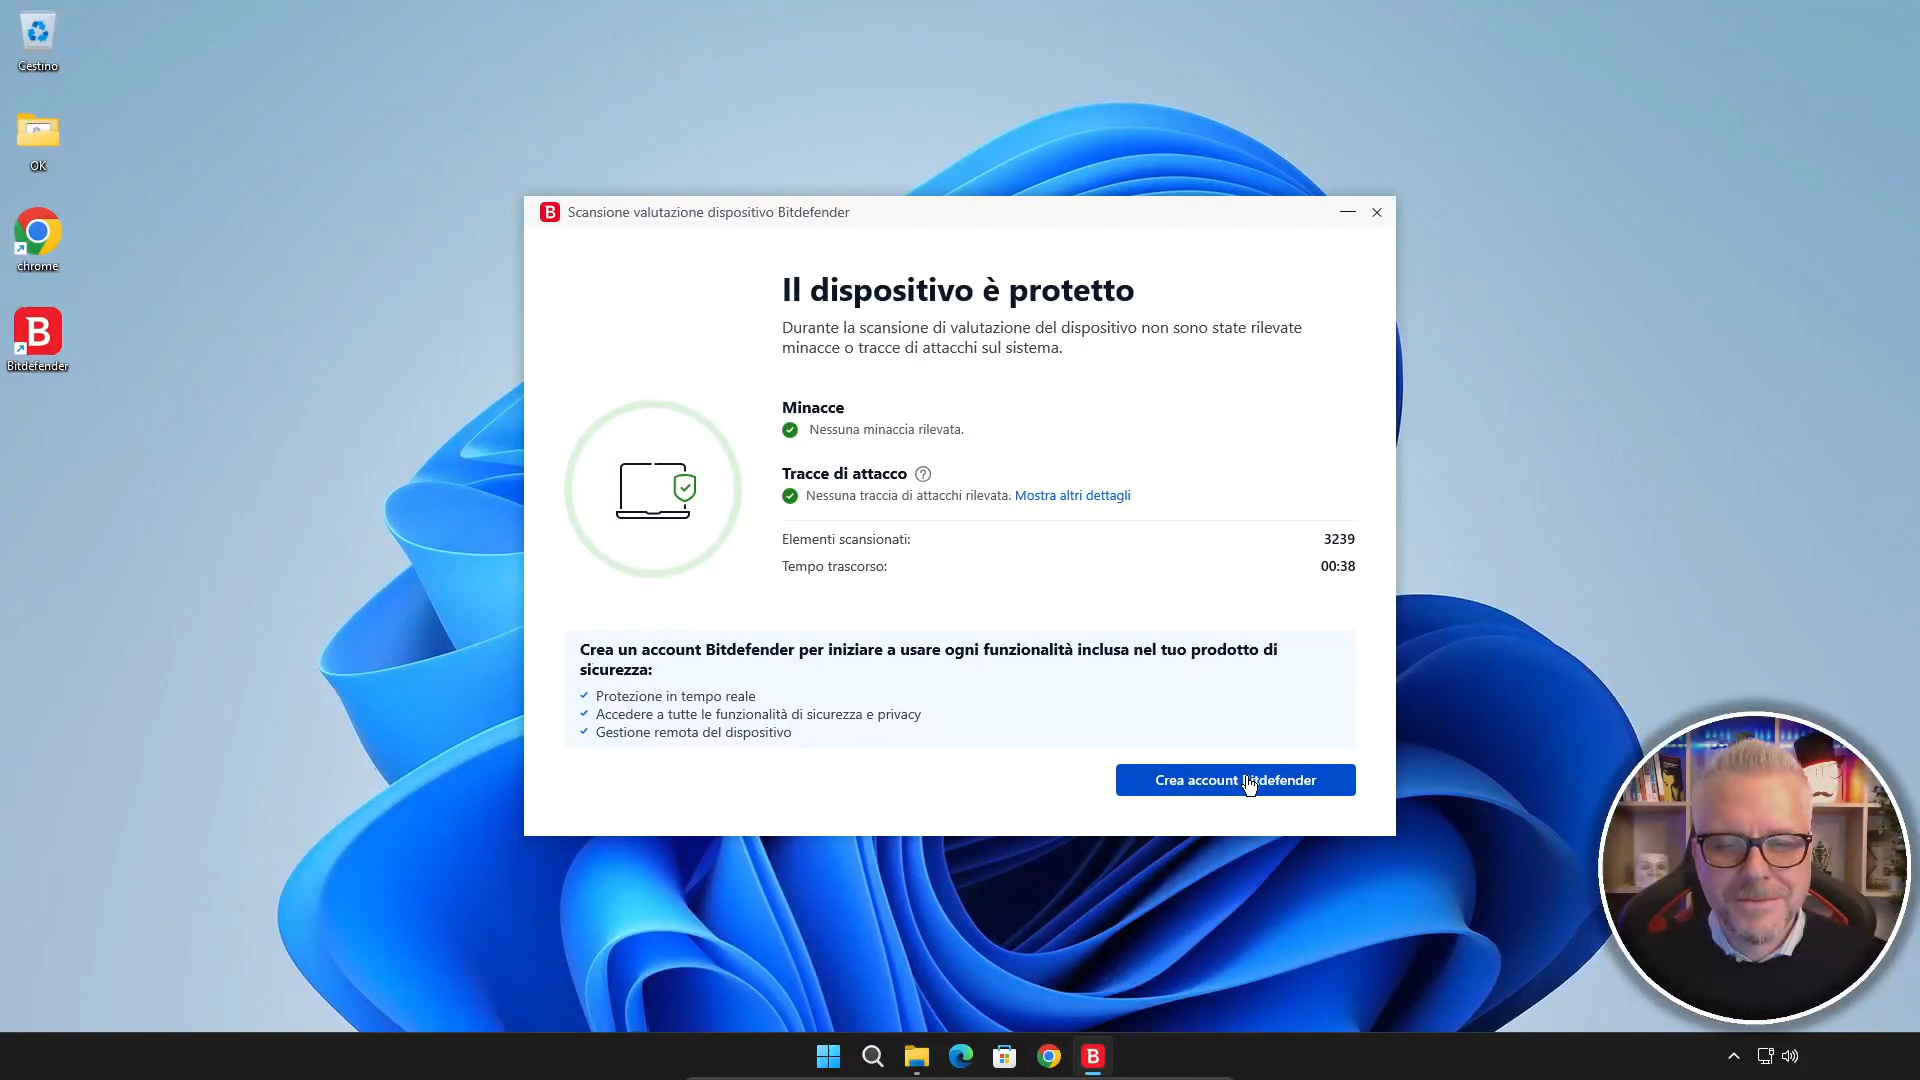 Gestino
OK
chrome
B
Bitdefender
B Scansione valutazione dispositivo Bitdefender
Il dispositivo è protetto
Durante la scansione di valutazione del dispositivo non sono state rilevate
minacce o tracce di attacchi sul sistema.
Minacce
Nessuna minaccia rilevata.
Tracce di attacco ?
Nessuna traccia di attacchi rilevata. Mostra altri dettagli
Elementi scansionati: 3239
Tempo trascorso: 00:38
Crea un account Bitdefender per iniziare a usare ogni funzionalità inclusa nel tuo prodotto di
sicurezza:
Protezione in tempo reale
Accedere a tutte le funzionalità di sicurezza e privacy
Gestione remota del dispositivo
Crea account Bitdefender
B